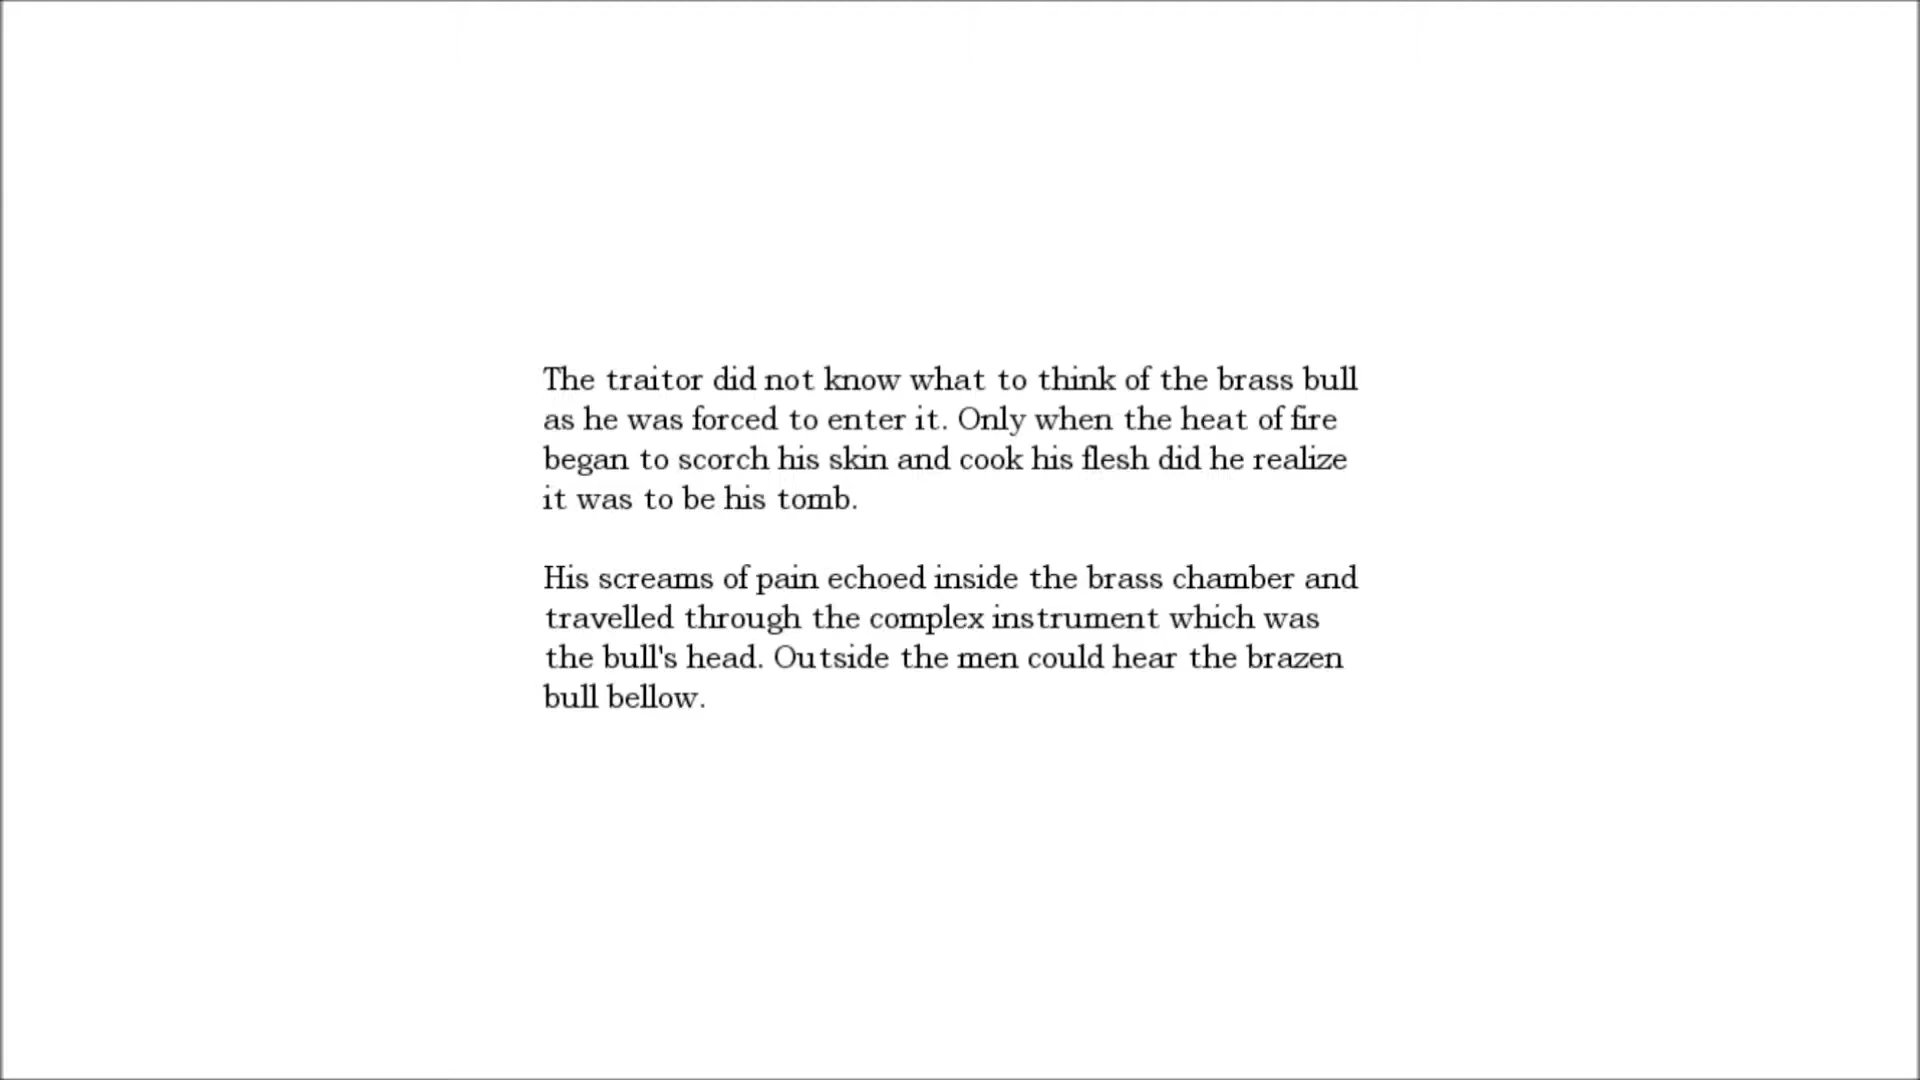 The traitor did not know what to think of the brass bull
as he was forced to enter it. Only when the heat of fire
began to scorch his skin and cook his flesh did he realize
it was to be his tomb.
His screams of pain echoed inside the brass chamber and
travelled through the complex instrument which was
the bull's head. Outside the men could hear the brazen
bull bellow.